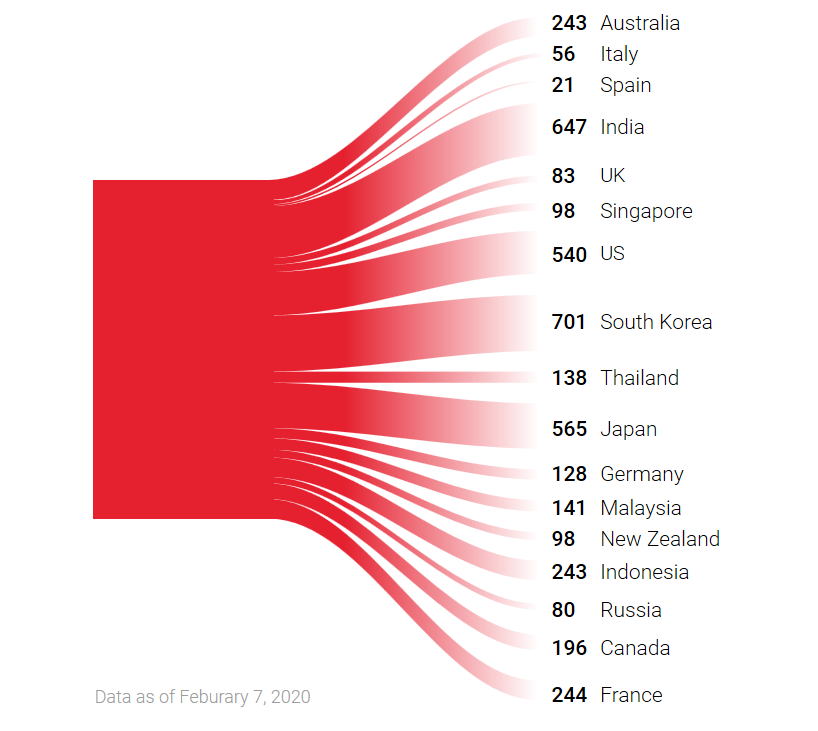 243 Australia
56 Italy
21 Spain
647 India
83 UK
98 Singapore
540 US
701 South Korea
138 Thailand
565 Japan
128 Germany
141 Malaysia
98 New Zealand
243 Indonesia
80 Russia
196 Canada
244 France
Data as of Feburary 7, 2020